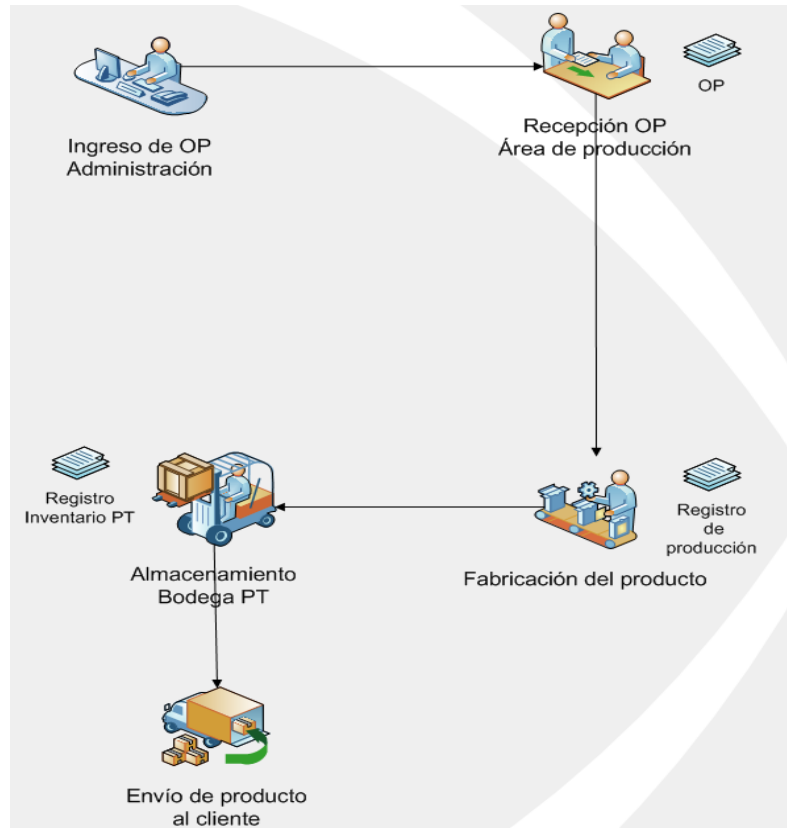 Ingreso de OP
Administración
Recepción OP
Área de producción
OP
Registro
Inventario PT
Almacenamiento
Bodega PT
Fabricación del producto
Registro
de
producción
Envío de producto
al cliente